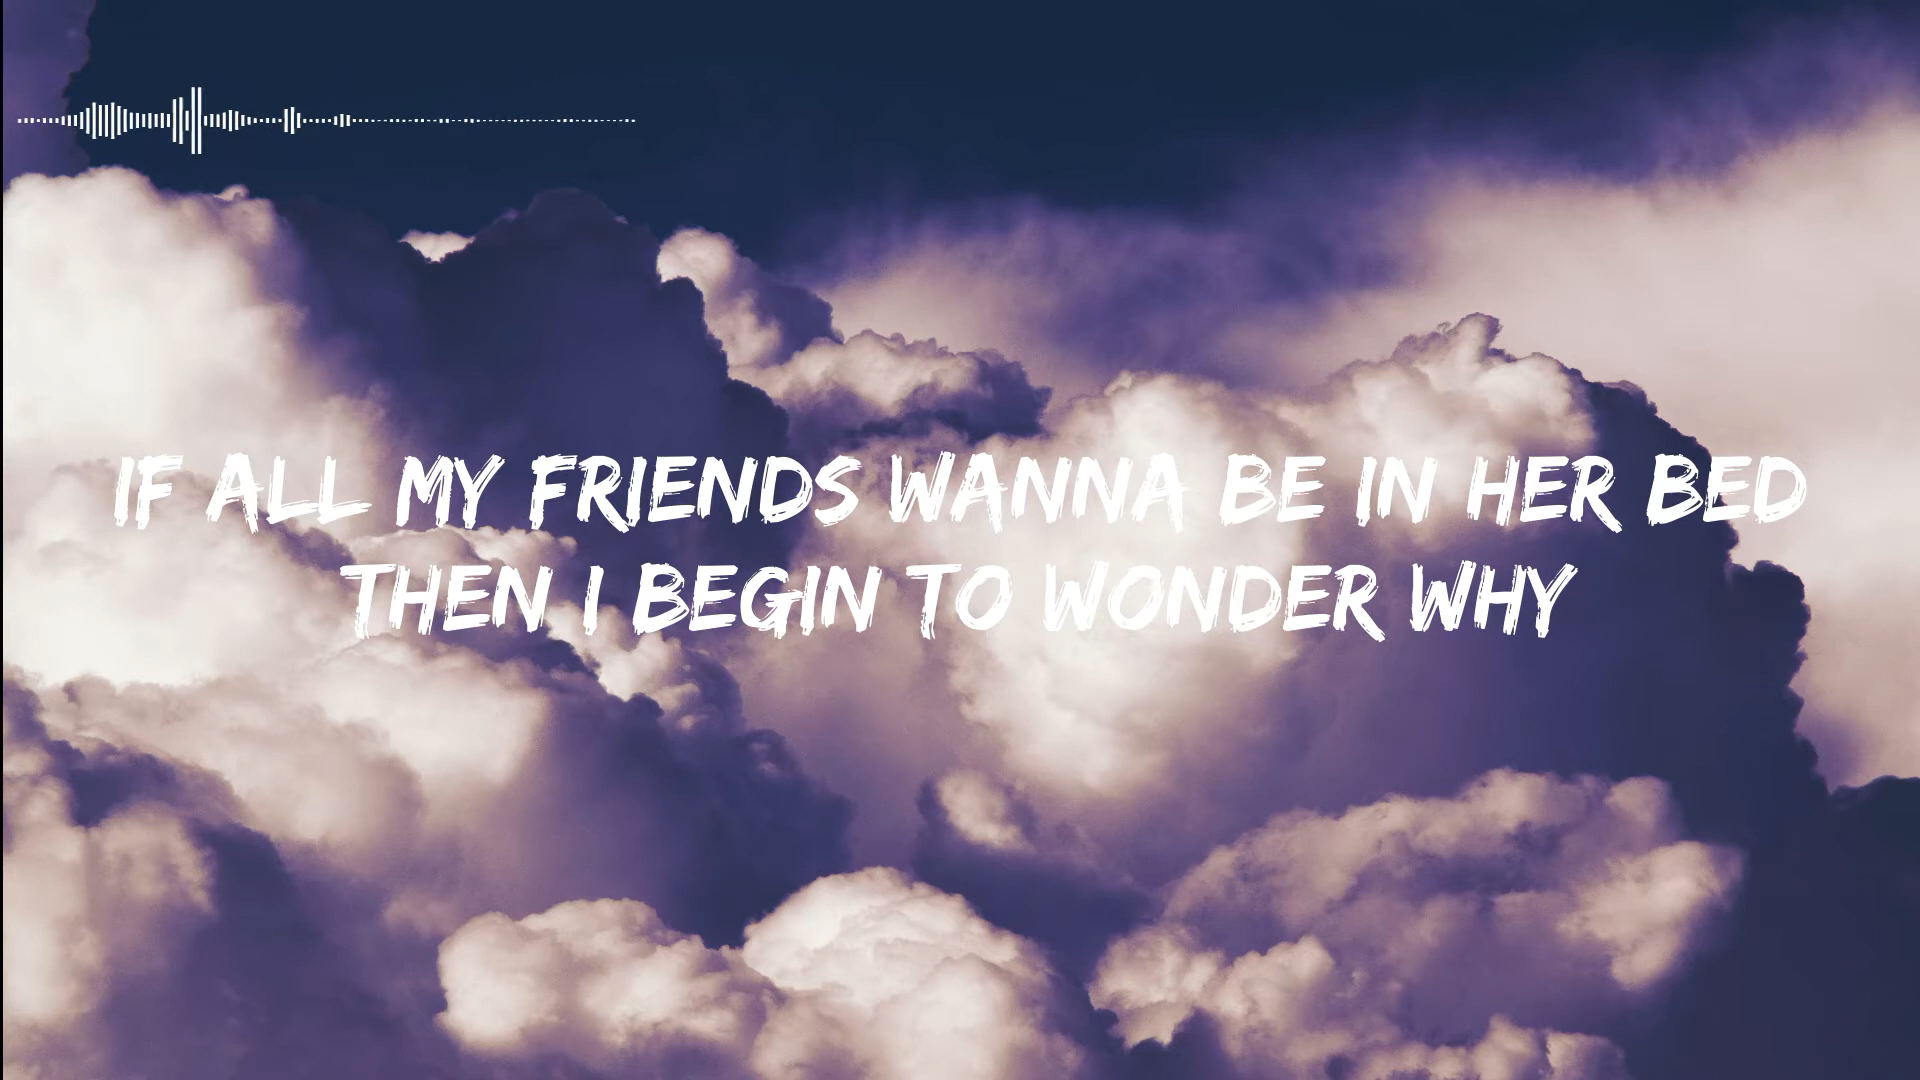 IF ALL MY FRIENDS WANNA BE IN HER BED
THEN I BEGIN TO WONDER WHY